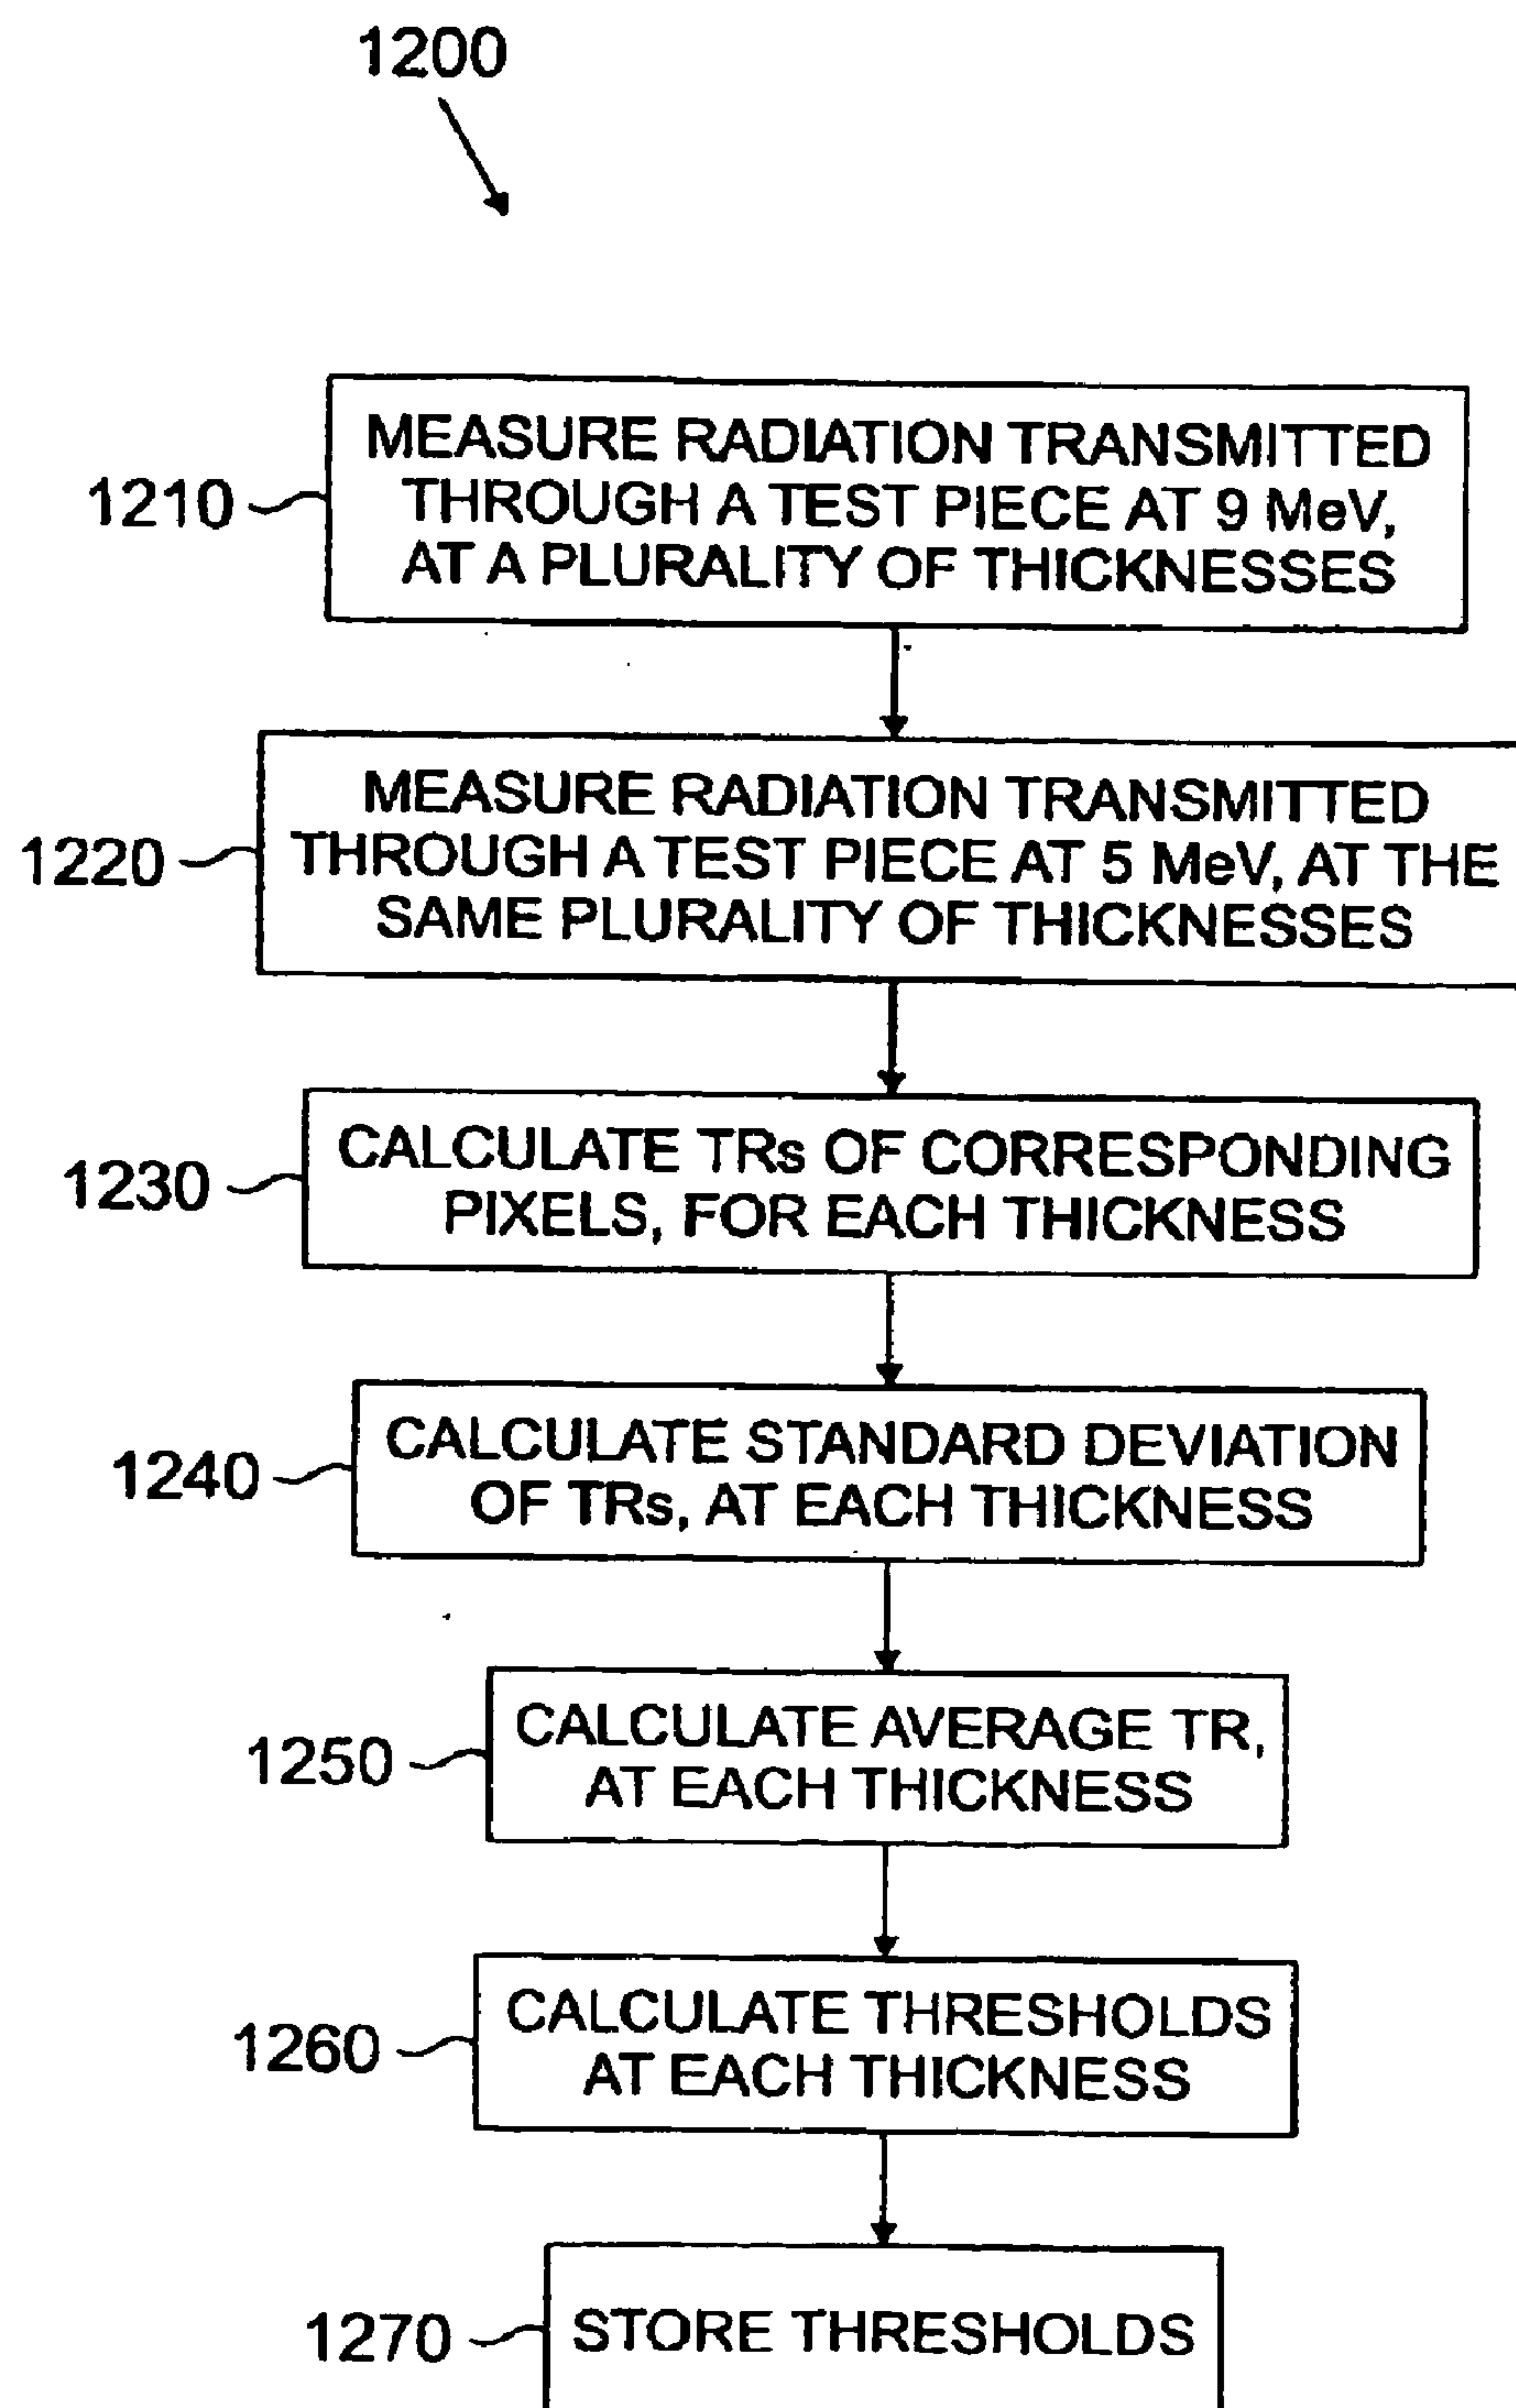 1200
1210
MEASURE RADIATION TRANSMITTED
THROUGH A TEST PIECE AT 9 MeV,
AT A PLURALITY OF THICKNESSES
1220
MEASURE RADIATION TRANSMITTED
THROUGH A TEST PIECE AT 5 MeV, AT THE
SAME PLURALITY OF THICKNESSES
1230
CALCULATE TRs OF CORRESPONDING
PIXELS, FOR EACH THICKNESS
1240
CALCULATE STANDARD DEVIATION
OF TRs, AT EACH THICKNESS
1250
CALCULATE AVERAGE TR,
AT EACH THICKNESS
1260
CALCULATE THRESHOLDS
AT EACH THICKNESS
1270
STORE THRESHOLDS